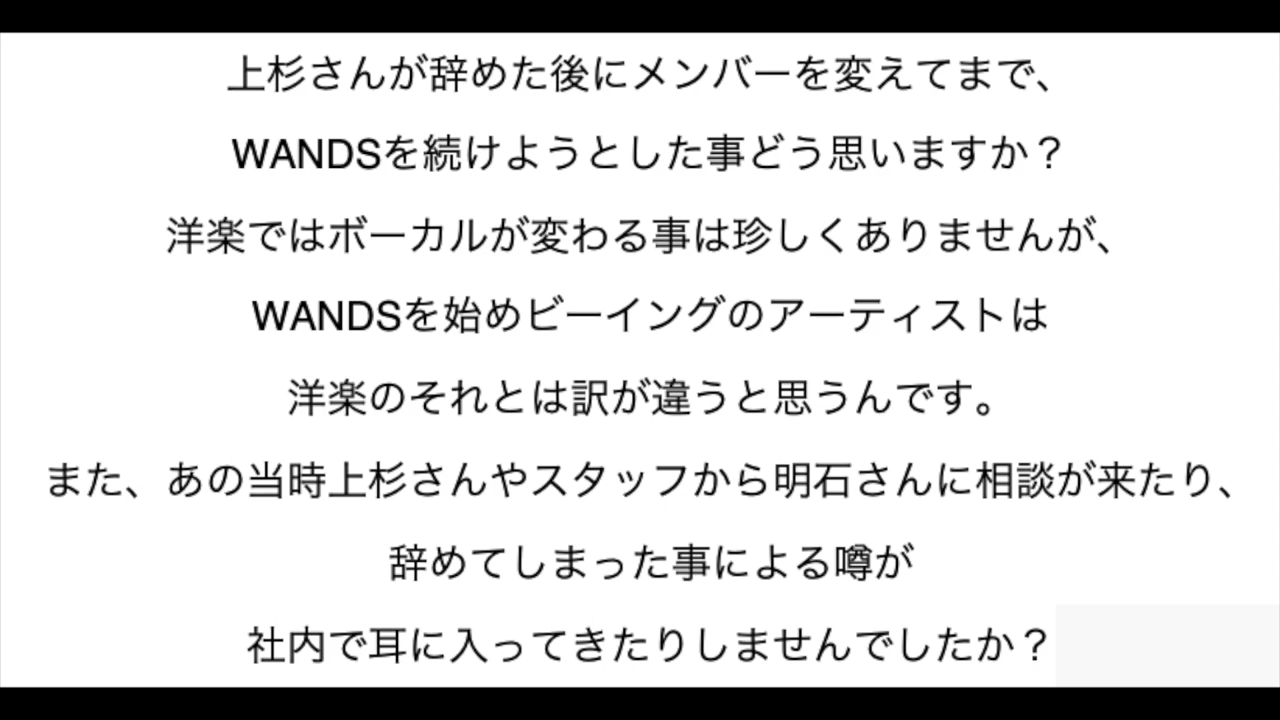 上杉さんが辞めた後にメンバーを変えてまで、
WANDSを続けようとした事どう思いますか？
洋楽ではボーカルが変わる事は珍しくありませんが、
WANDSを始めビーイングのアーティストは
洋楽のそれとは訳が違うと思うんです。
また、あの当時上杉さんやスタッフから明石さんに相談が来たり、
辞めてしまった事による噂が
社内で耳に入ってきたりしませんでしたか？